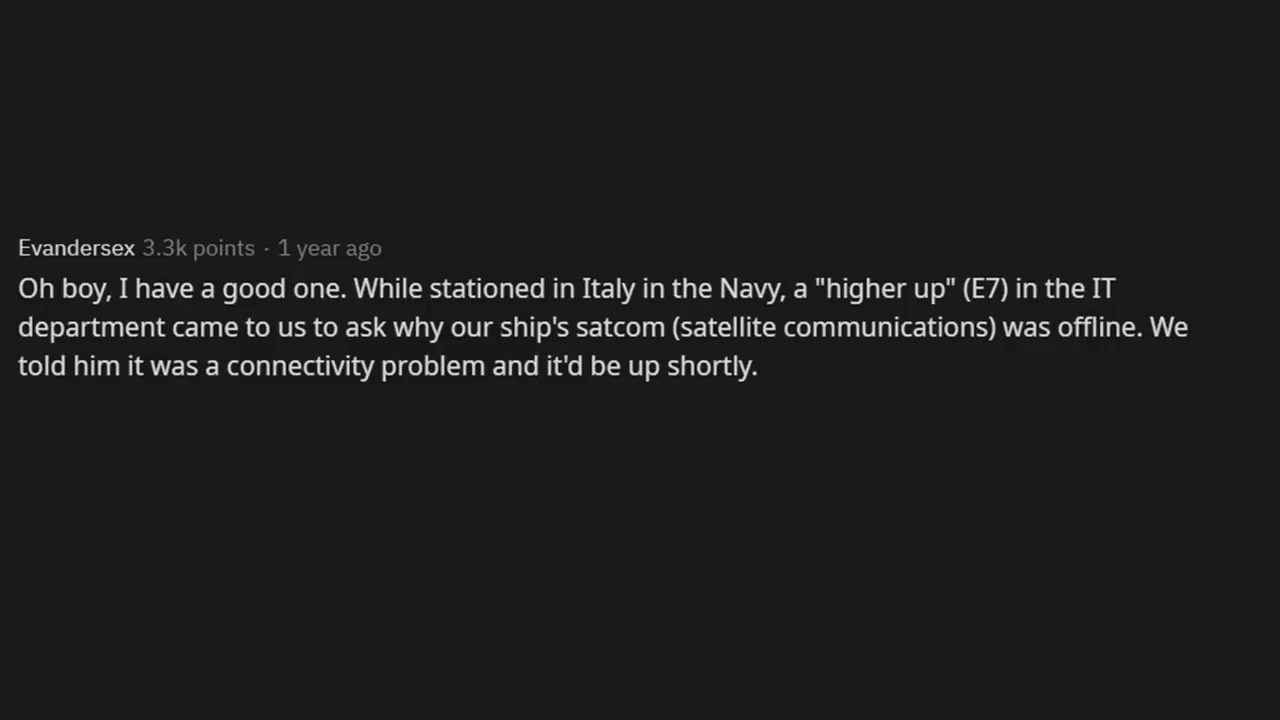 Evandersex 3.3k points · 1 year ago
Oh boy, I have a good one. While stationed in Italy in the Navy, a "higher up" (E7) in the IT
department came to us to ask why our ship's satcom (satellite communications) was offline. We
told him it was a connectivity problem and it'd be up shortly.